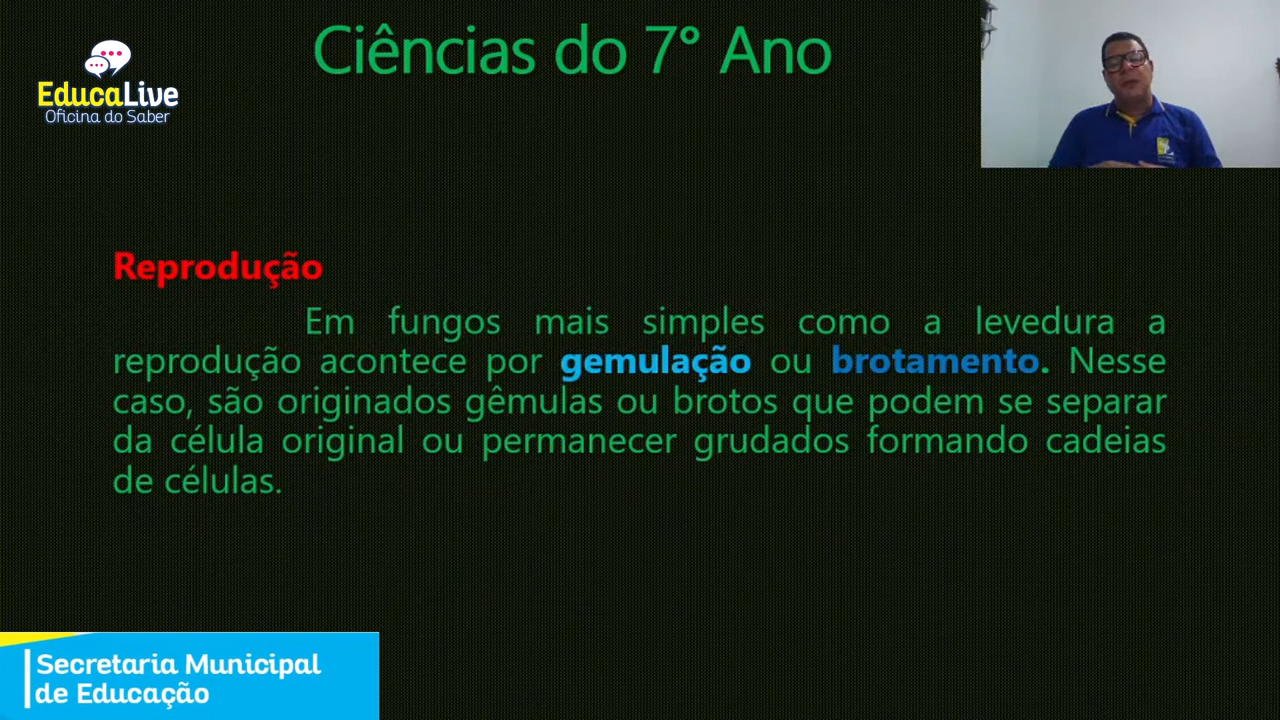 Ciências do 7° Ano
EducaLive
Oficina do Saber
Reprodução
Em fungos mais simples como a levedura a
reprodução acontece por gemulação ou brotamento. Nesse
caso, são originados gêmulas ou brotos que podem se separar
da célula original ou permanecer grudados formando cadeias
de células.
Secretaria Municipal
de Educação